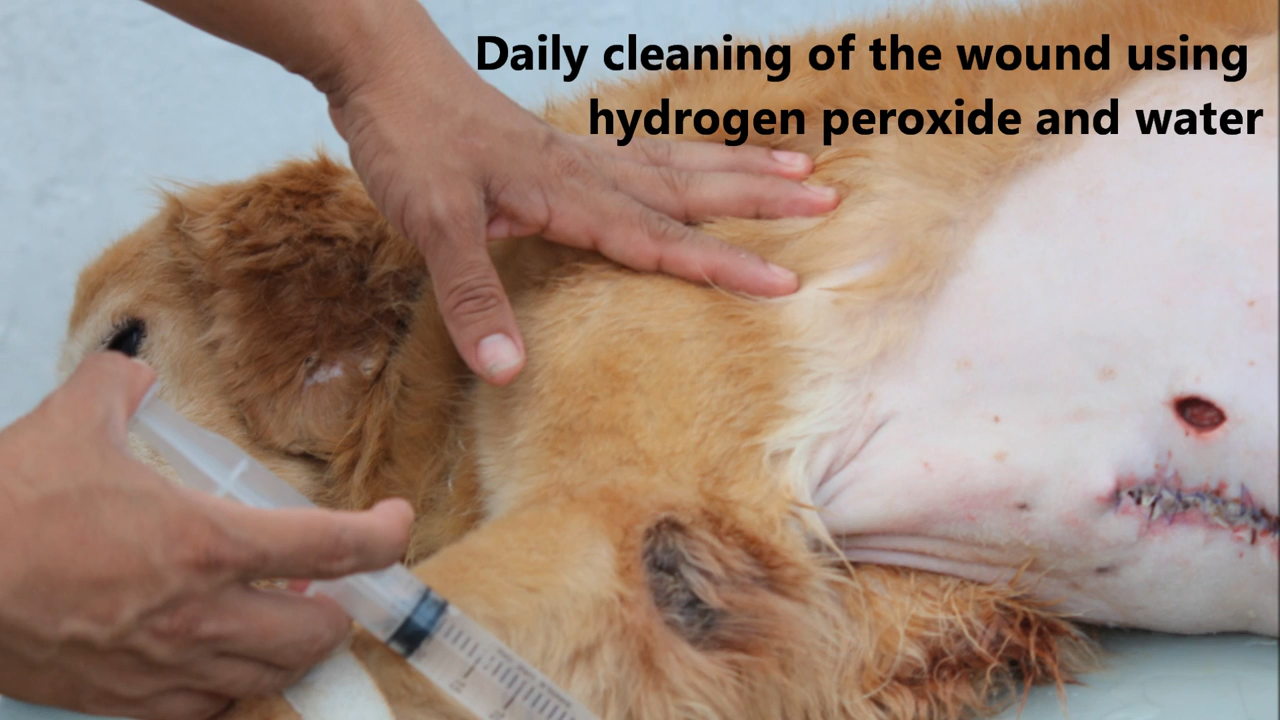 Daily cleaning of the wound using
hydrogen peroxide and water